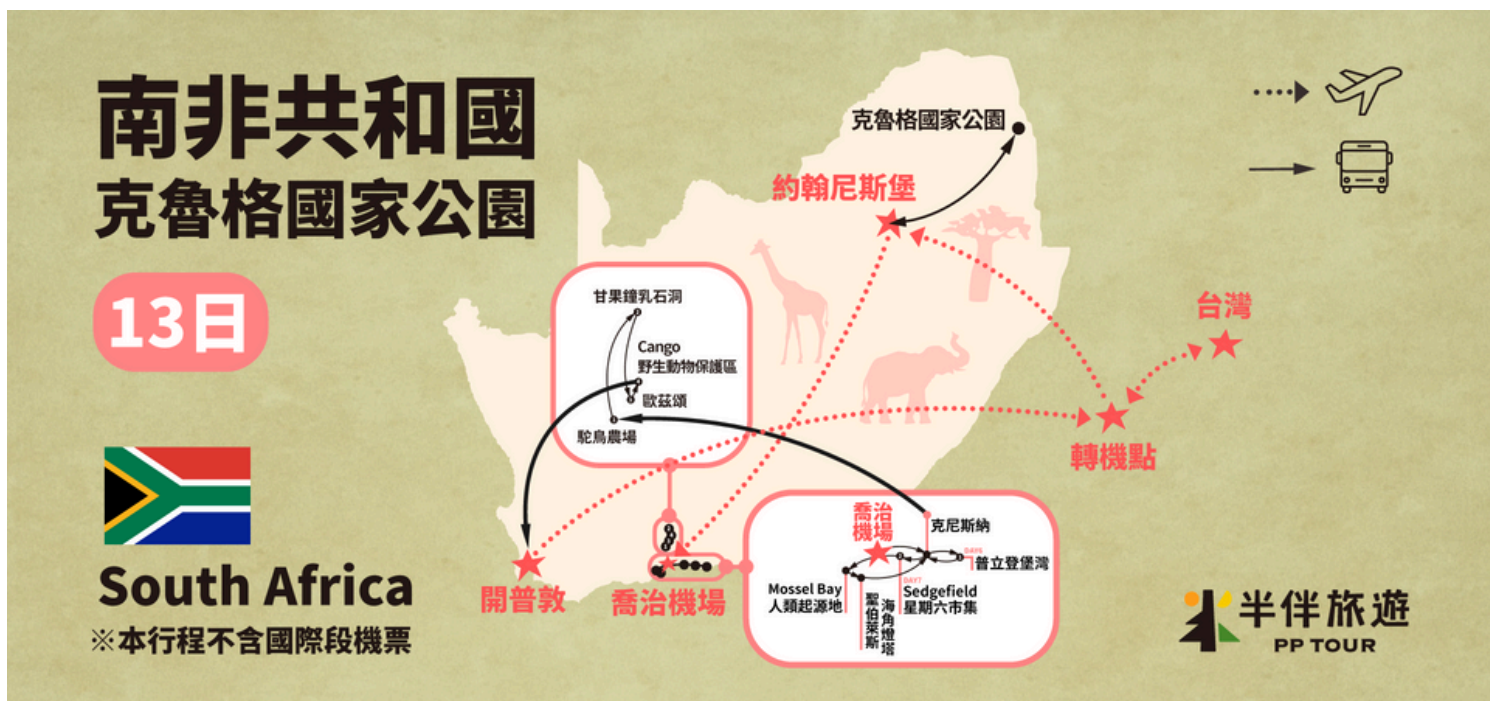 南非共和國
克魯格國家公園
13日
South Africa
※本行程不含國際段機票
克魯格國家公園
約翰尼斯堡
台灣
轉機點
甘果鐘乳石洞
Cango
野生動物保護區
歐茲頌
鴕鳥農場
開普敦
喬治機場
喬治
機場
克尼斯納
DAY6
普立登堡灣
Mossel Bay
人類起源地
聖伯萊斯
海角燈塔
DAY7
Sedgefield
星期六市集
半伴旅遊
PP TOUR